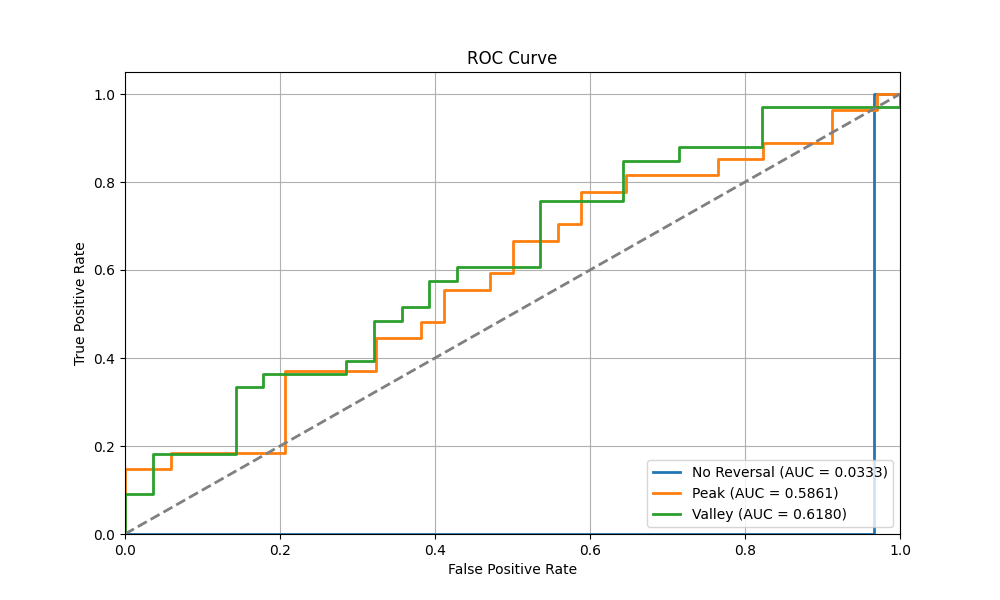 ROC Curve
True Positive Rate
1.0
0.8
0.6
0.4
0.2
0.0
0.0 0.2 0.4 0.6 0.8 1.0
False Positive Rate
No Reversal (AUC = 0.0333)
Peak (AUC = 0.5861)
Valley (AUC = 0.6180)